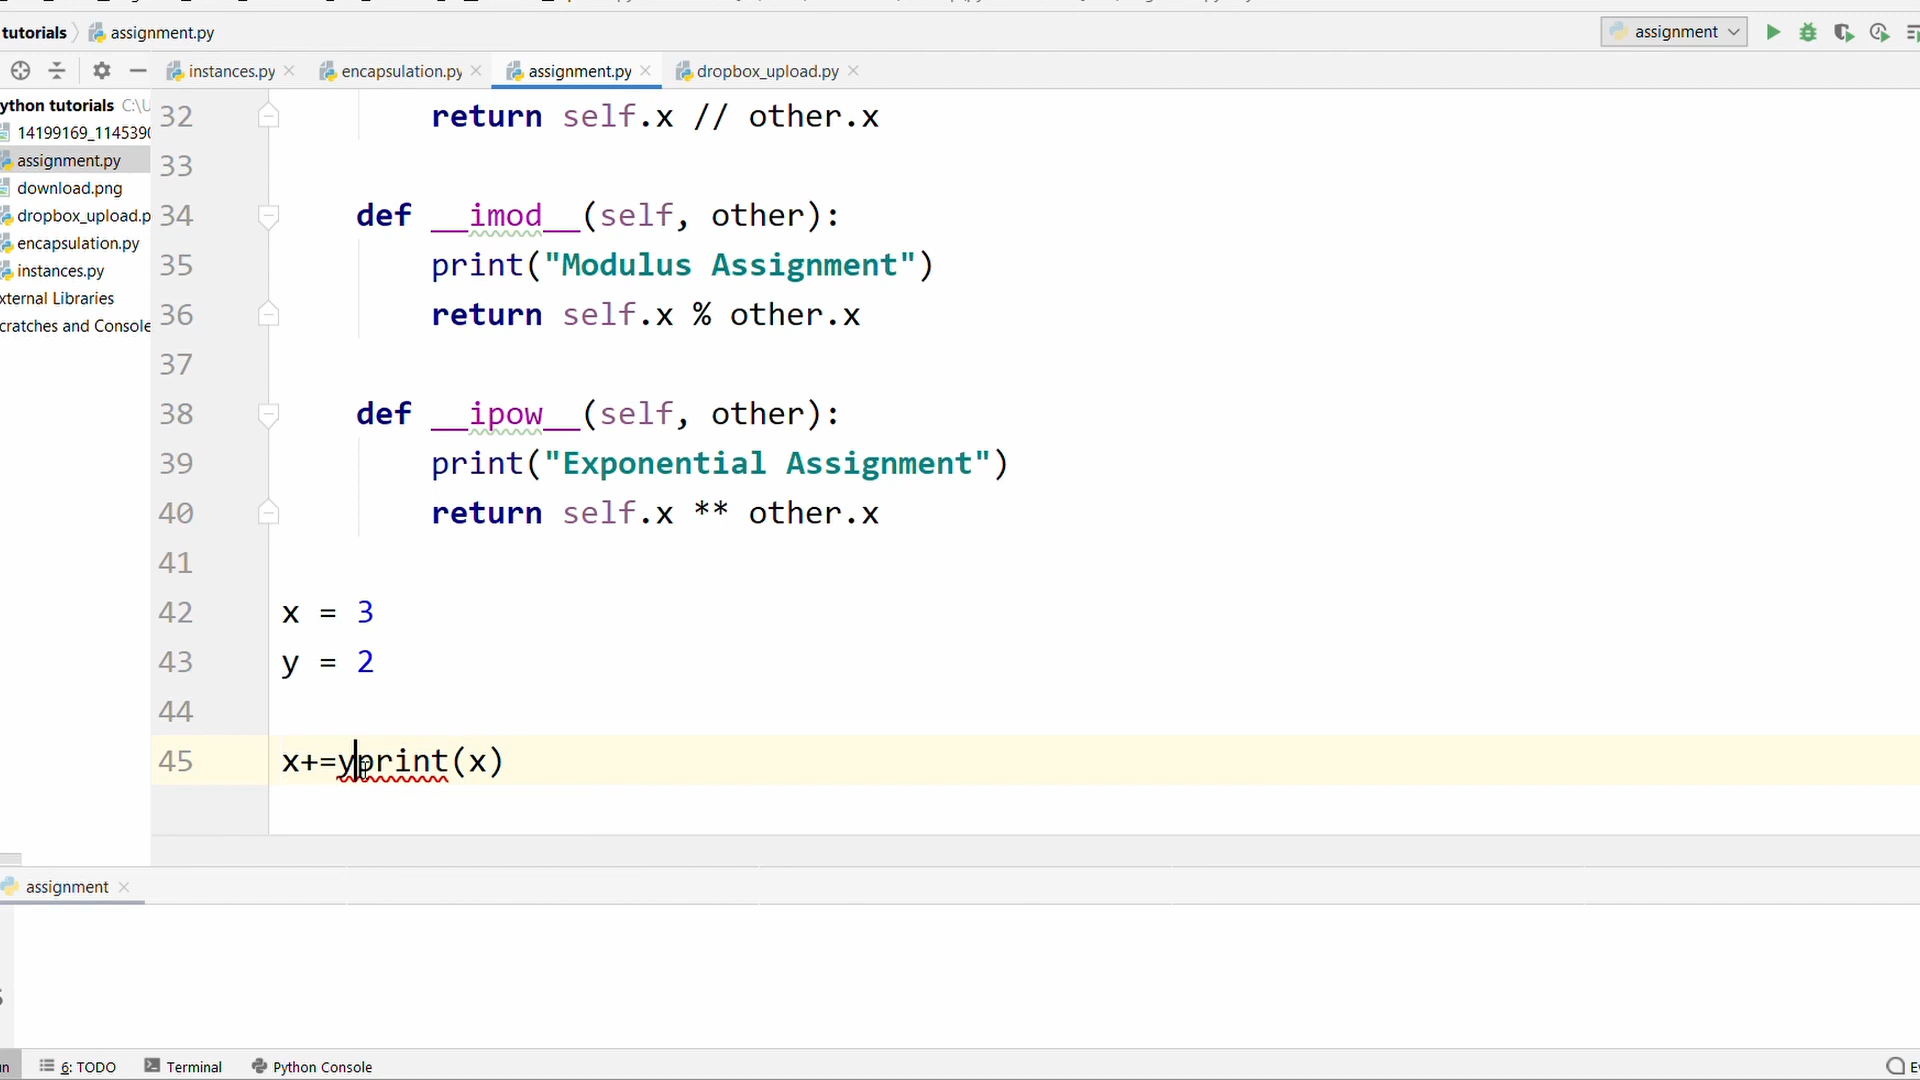 tutorials
assignment.py
assignment
instances.py
encapsulation.py
assignment.py
dropbox_upload.py
ython tutorials C:\U
14199169_1145390
assignment.py
download.png
dropbox_upload.p
encapsulation.py
instances.py
xternal Libraries
cratches and Console
32 return self.x // other.x
33
34 def __imod__(self, other):
35 print("Modulus Assignment")
36 return self.x % other.x
37
38 def __ipow__(self, other):
39 print("Exponential Assignment")
40 return self.x ** other.x
41
42 x = 3
43 y = 2
44
45 x+=yprint(x)
assignment
6: TODO
Terminal
Python Console